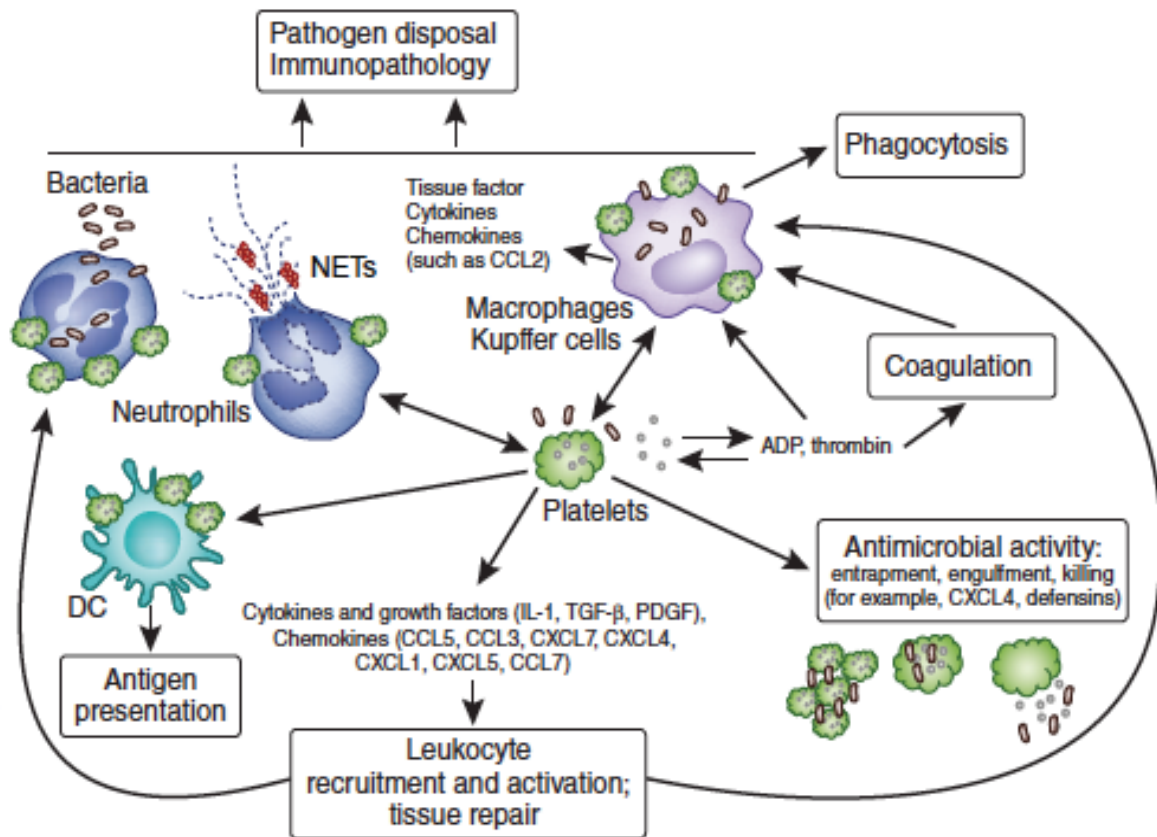 Pathogen disposal
Immunopathology
Phagocytosis
Bacteria
Tissue factor
Cytokines
Chemokines
(such as CCL2)
NETs
Macrophages
Kupffer cells
Coagulation
Neutrophils
ADP, thrombin
Platelets
DC
Antimicrobial activity:
entrapment, engulfment, killing
(for example, CXCL4, defensins)
Cytokines and growth factors (IL-1, TGF-β, PDGF),
Chemokines (CCL5, CCL3, CXCL7, CXCL4,
CXCL1, CXCL5, CCL7)
Antigen
presentation
Leukocyte
recruitment and activation;
tissue repair